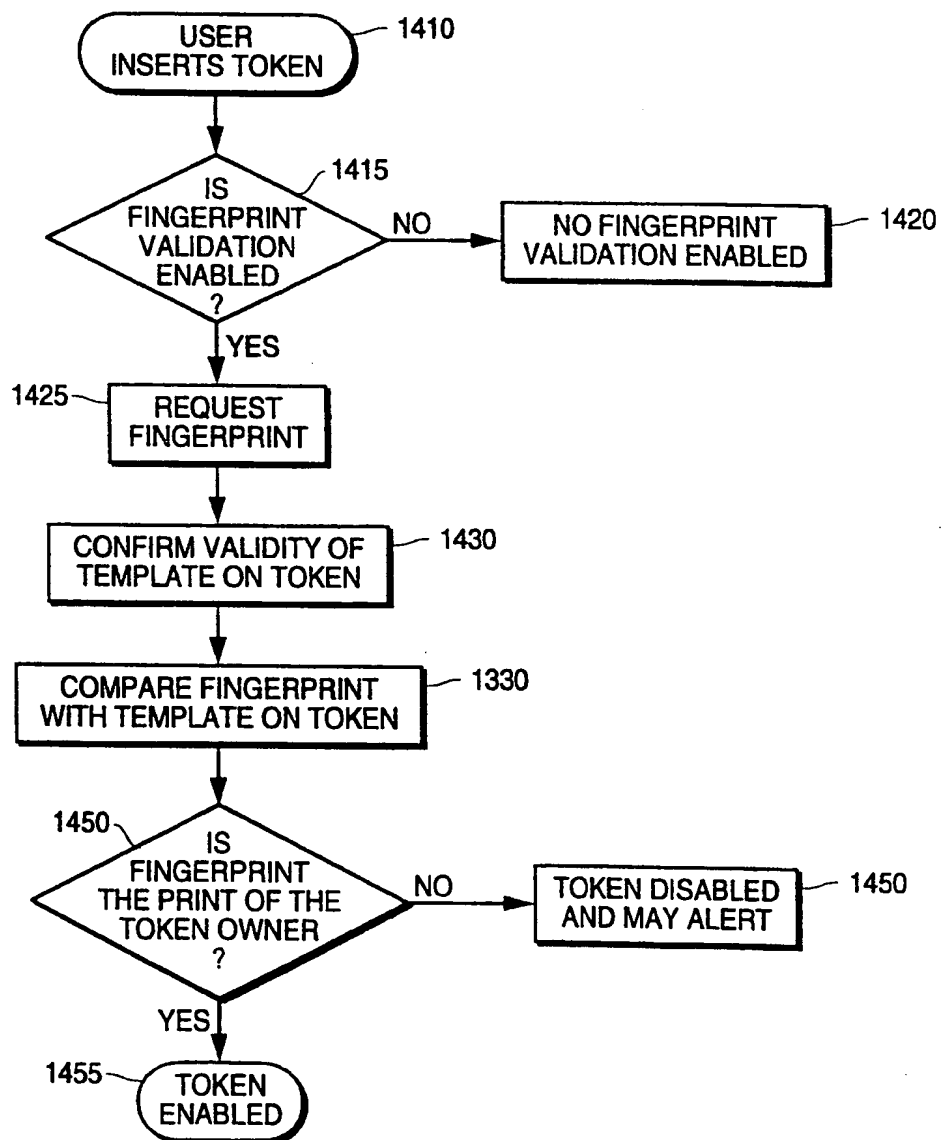 USER
INSERTS TOKEN
1410
IS
FINGERPRINT
VALIDATION
ENABLED
?
1415
NO
NO FINGERPRINT
VALIDATION ENABLED
1420
YES
1425
REQUEST
FINGERPRINT
CONFIRM VALIDITY OF
TEMPLATE ON TOKEN
1430
COMPARE FINGERPRINT
WITH TEMPLATE ON TOKEN
1330
1450
IS
FINGERPRINT
THE PRINT OF THE
TOKEN OWNER
?
NO
TOKEN DISABLED
AND MAY ALERT
1450
YES
1455
TOKEN
ENABLED